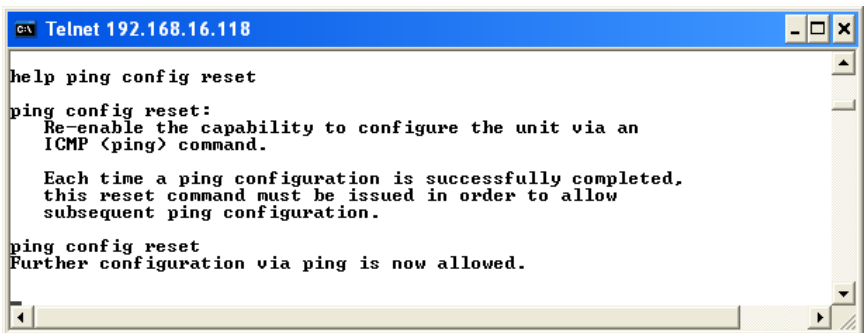 Telnet 192.168.16.118
help ping config reset
ping config reset:
Re-enable the capability to configure the unit via an
ICMP <ping> command.
Each time a ping configuration is successfully completed,
this reset command must be issued in order to allow
subsequent ping configuration.
ping config reset
Further configuration via ping is now allowed.